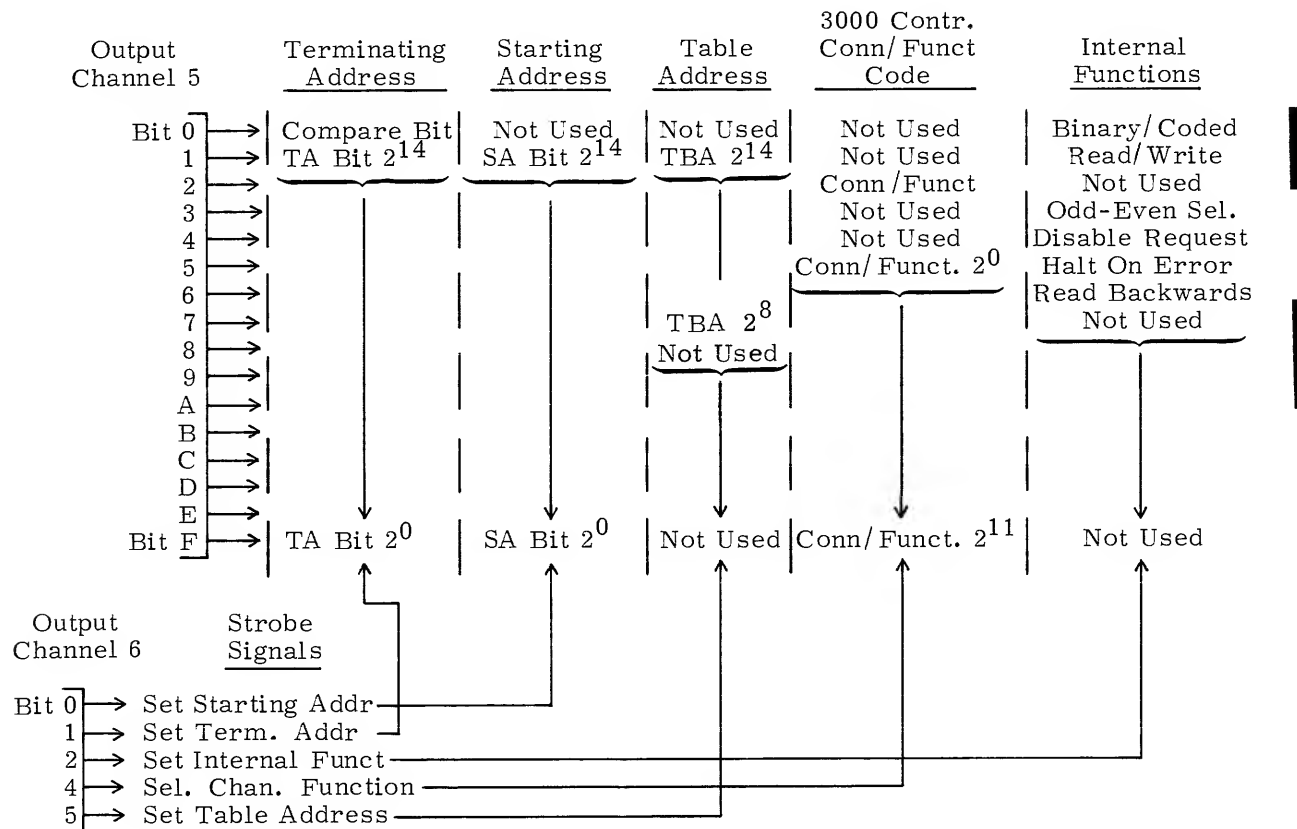 3000 Contr.
Output Terminating Starting Table Conn/Funct Internal
Channel 5 Address Address Address Code Functions
Bit 0 Compare Bit Not Used Not Used Not Used Binary/Coded
1 TA Bit 2^14 SA Bit 2^14 TBA 2^14 Not Used Read/Write
2 Conn/Funct Not Used
3 Not Used Odd-Even Sel.
4 Not Used Disable Request
5 Conn/Funct. 2^0 Halt On Error
6 Read Backwards
7 TBA 2^8 Not Used
8 Not Used
9
A
B
C
D
E
Bit F TA Bit 2^0 SA Bit 2^0 Not Used Conn/Funct. 2^11 Not Used
Output Strobe
Channel 6 Signals
Bit 0 Set Starting Addr
1 Set Term. Addr
2 Set Internal Funct
4 Sel. Chan. Function
5 Set Table Address